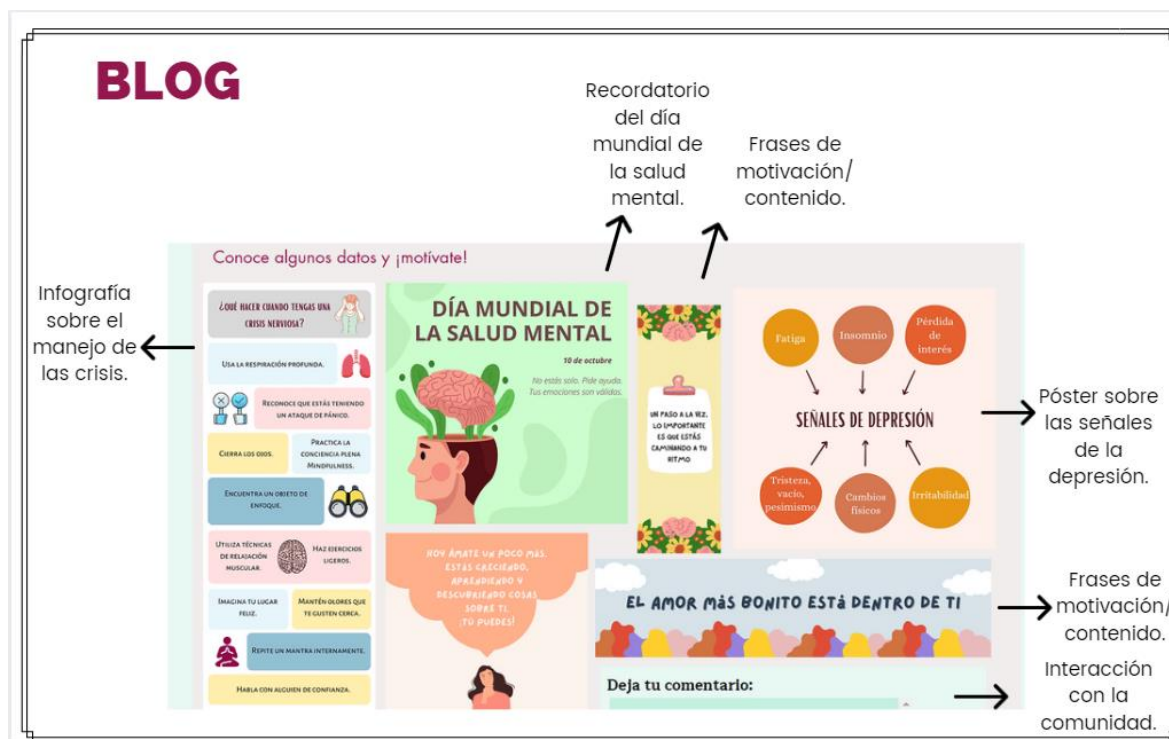 BLOG
Recordatorio
del día
mundial de
la salud
mental.
Frases de
motivación/
contenido.
Infografía
sobre el
manejo de
las crisis.
Conoce algunos datos y ¡motívate!
¿QUÉ HACER CUANDO TENGAS UNA
CRISIS NERVIOSA?
USA LA RESPIRACIÓN PROFUNDA.
RECONOCE QUE ESTÁS TENIENDO
UN ATAQUE DE PÁNICO.
CIERRA LOS OJOS.
PRACTICA LA
CONCIENCIA PLENA
MINDFULNESS.
ENCUENTRA UN OBJETO DE
ENFOQUE.
UTILIZA TÉCNICAS
DE RELAJACIÓN
MUSCULAR.
HAZ EJERCICIOS
LIGEROS.
IMAGINA TU LUGAR
FELIZ.
MANTÉN OLORES QUE
TE GUSTEN CERCA.
REPITE UN MANTRA INTERNAMENTE.
HABLA CON ALGUIEN DE CONFIANZA.
DÍA MUNDIAL DE
LA SALUD MENTAL
10 de octubre
No estás solo. Pide ayuda.
Tus emociones son válidas.
HOY ÁMATE UN POCO MÁS.
ESTÁS CRECIENDO,
APRENDIENDO Y
DESCUBRIENDO COSAS
SOBRE TI.
¡TÚ PUEDES!
UN PASO A LA VEZ,
LO IMPORTANTE
ES QUE ESTÁS
CAMINANDO A TU
RITMO
Fatiga
Insomnio
Pérdida
de
interés
SEÑALES DE DEPRESIÓN
Tristeza,
vacío,
pesimismo
Cambios
físicos
Irritabilidad
Póster sobre
las señales
de la
depresión.
EL AMOR MÁS BONITO ESTÁ DENTRO DE TI
Frases de
motivación/
contenido.
Deja tu comentario:
Interacción
con la
comunidad.